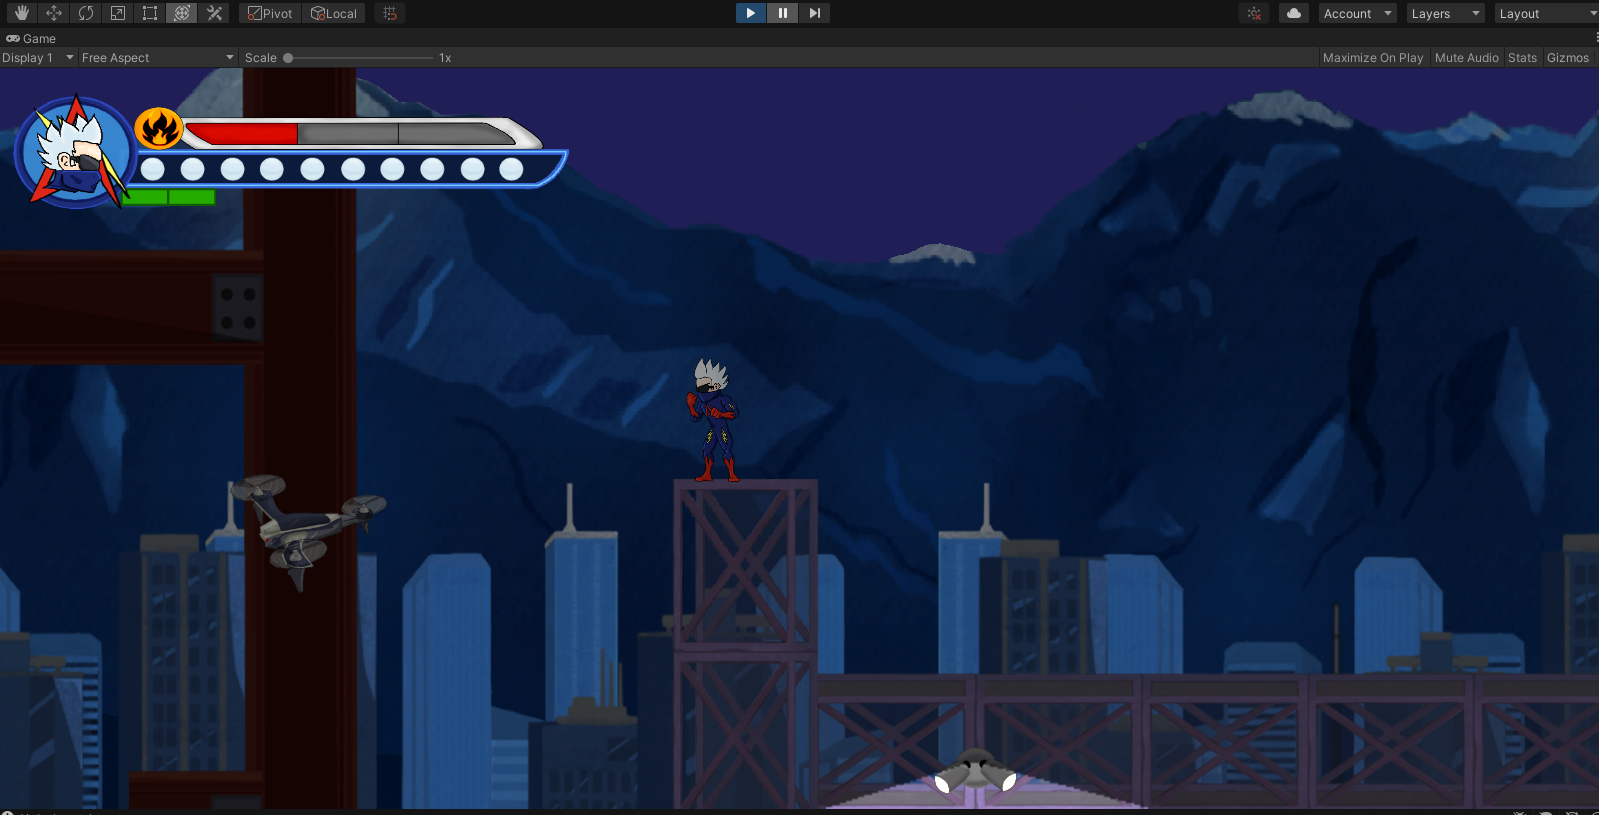 Pivot Local Account Layers Layout
Game
Display 1 Free Aspect Scale 1x Maximize On Play Mute Audio Stats Gizmos